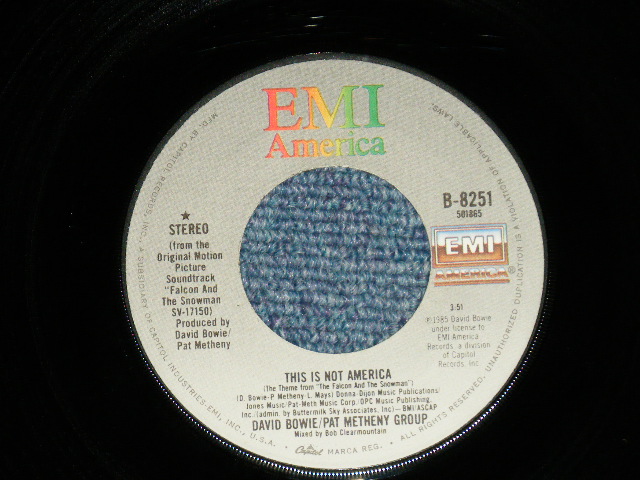 EMI
America
B-8251
501865
★
STEREO
(from the
Original Motion
Picture
Soundtrack
"Falcon And
The Snowman
SV-17150)
Produced by
David Bowie/
Pat Metheny
EMI
AMERICA®
3:51
℗1985 David Bowie
under license to
EMI America
Records, a division
of Capitol
Records, Inc.
THIS IS NOT AMERICA
(The Theme from "The Falcon And The Snowman")
(D. Bowie-P. Metheny-L. Mays) Donna-Dijon Music Publications/
Jones Music/Pat-Meth Music Corp. OPC Music Publishing,
Inc./(admin. by Buttermilk Sky Associates, Inc)—BMI/ASCAP
DAVID BOWIE/PAT METHENY GROUP
Mixed by Bob Clearmountain
MFD. BY CAPITOL RECORDS, INC., A SUBSIDIARY OF CAPITOL INDUSTRIES-EMI, INC., U.S.A.
Capitol MARCA REG.
ALL RIGHTS RESERVED. UNAUTHORIZED DUPLICATION IS A VIOLATION OF APPLICABLE LAWS.